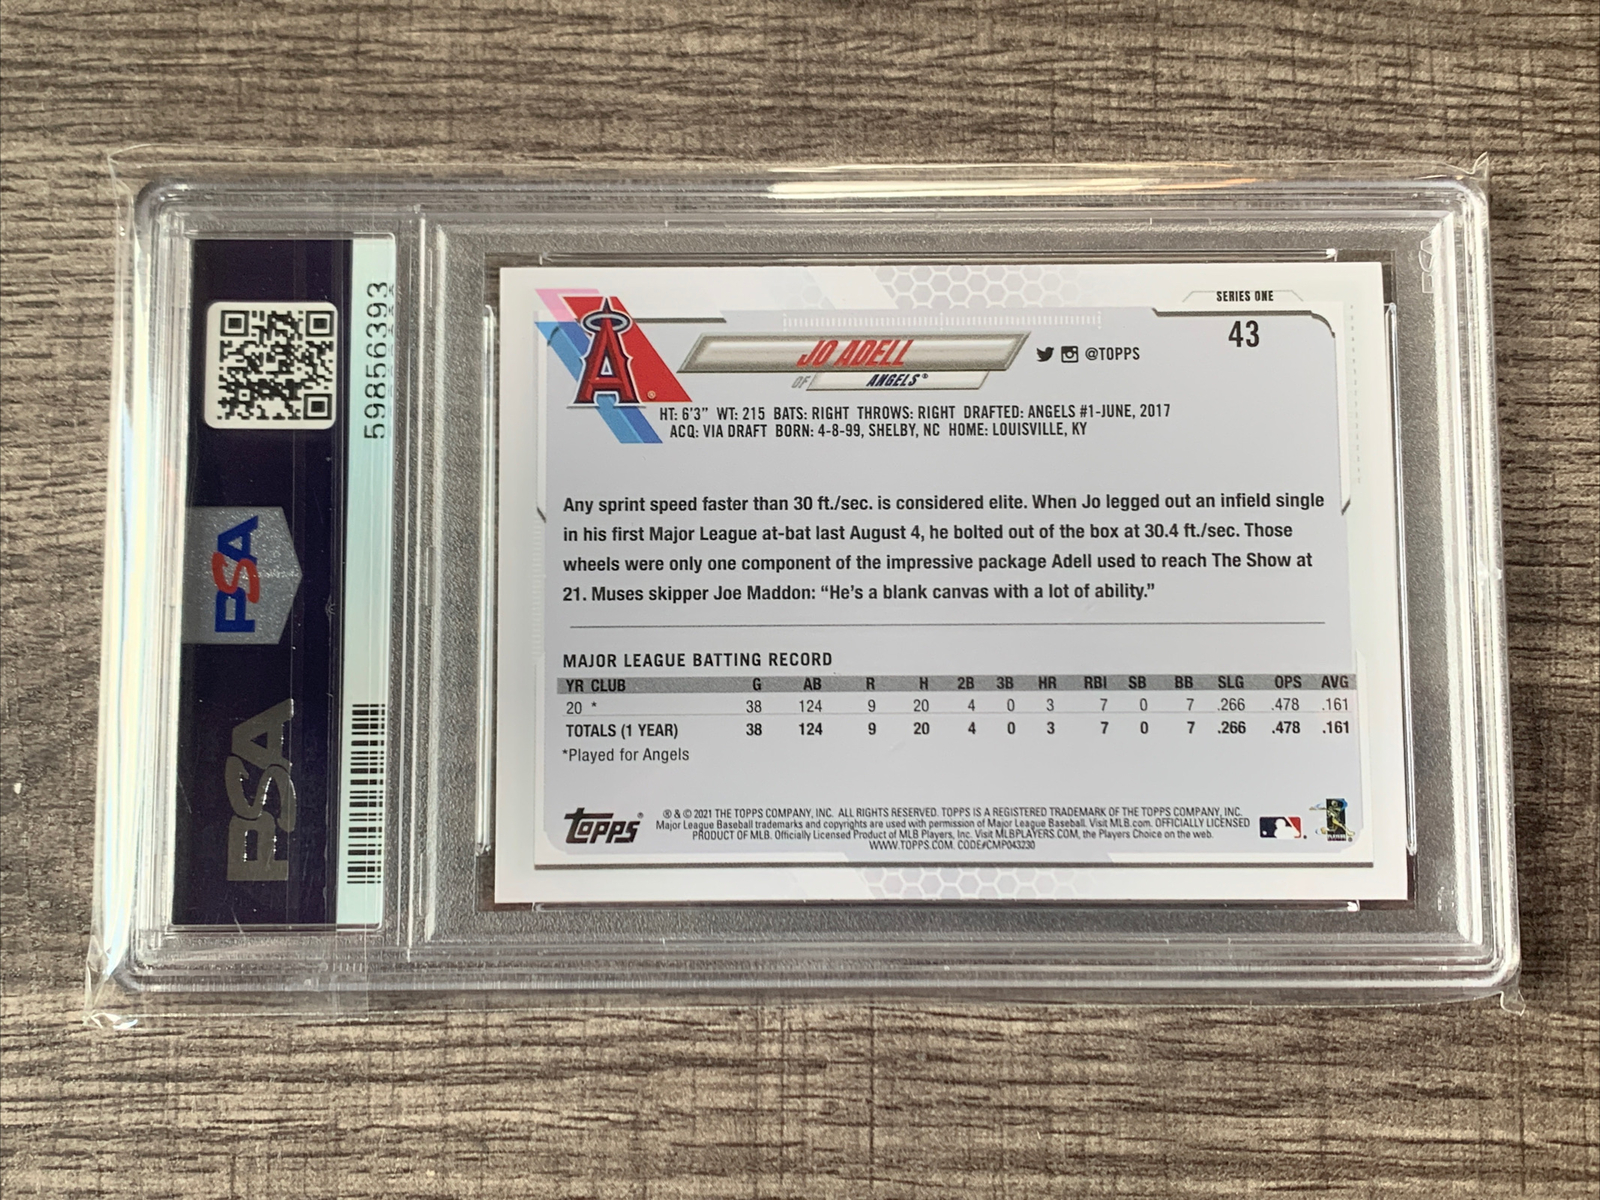 59856393
PSA
PSA
SERIES ONE
43
JO ADELL
@TOPPS
OF ANGELS®
HT: 6'3" WT: 215 BATS: RIGHT THROWS: RIGHT DRAFTED: ANGELS #1-JUNE, 2017
ACQ: VIA DRAFT BORN: 4-8-99, SHELBY, NC HOME: LOUISVILLE, KY
Any sprint speed faster than 30 ft./sec. is considered elite. When Jo legged out an infield single
in his first Major League at-bat last August 4, he bolted out of the box at 30.4 ft./sec. Those
wheels were only one component of the impressive package Adell used to reach The Show at
21. Muses skipper Joe Maddon: “He's a blank canvas with a lot of ability.”
MAJOR LEAGUE BATTING RECORD
YR CLUB G AB R H 2B 3B HR RBI SB BB SLG OPS AVG
20 * 38 124 9 20 4 0 3 7 0 7 .266 .478 .161
TOTALS (1 YEAR) 38 124 9 20 4 0 3 7 0 7 .266 .478 .161
*Played for Angels
Topps®
® & © 2021 THE TOPPS COMPANY, INC. ALL RIGHTS RESERVED. TOPPS IS A REGISTERED TRADEMARK OF THE TOPPS COMPANY, INC.
Major League Baseball trademarks and copyrights are used with permission of Major League Baseball. Visit MLB.com. OFFICIALLY LICENSED
PRODUCT OF MLB. Officially Licensed Product of MLB Players, Inc. Visit MLBPLAYERS.COM, the Players Choice on the web.
WWW.TOPPS.COM. CODE#CMP043230